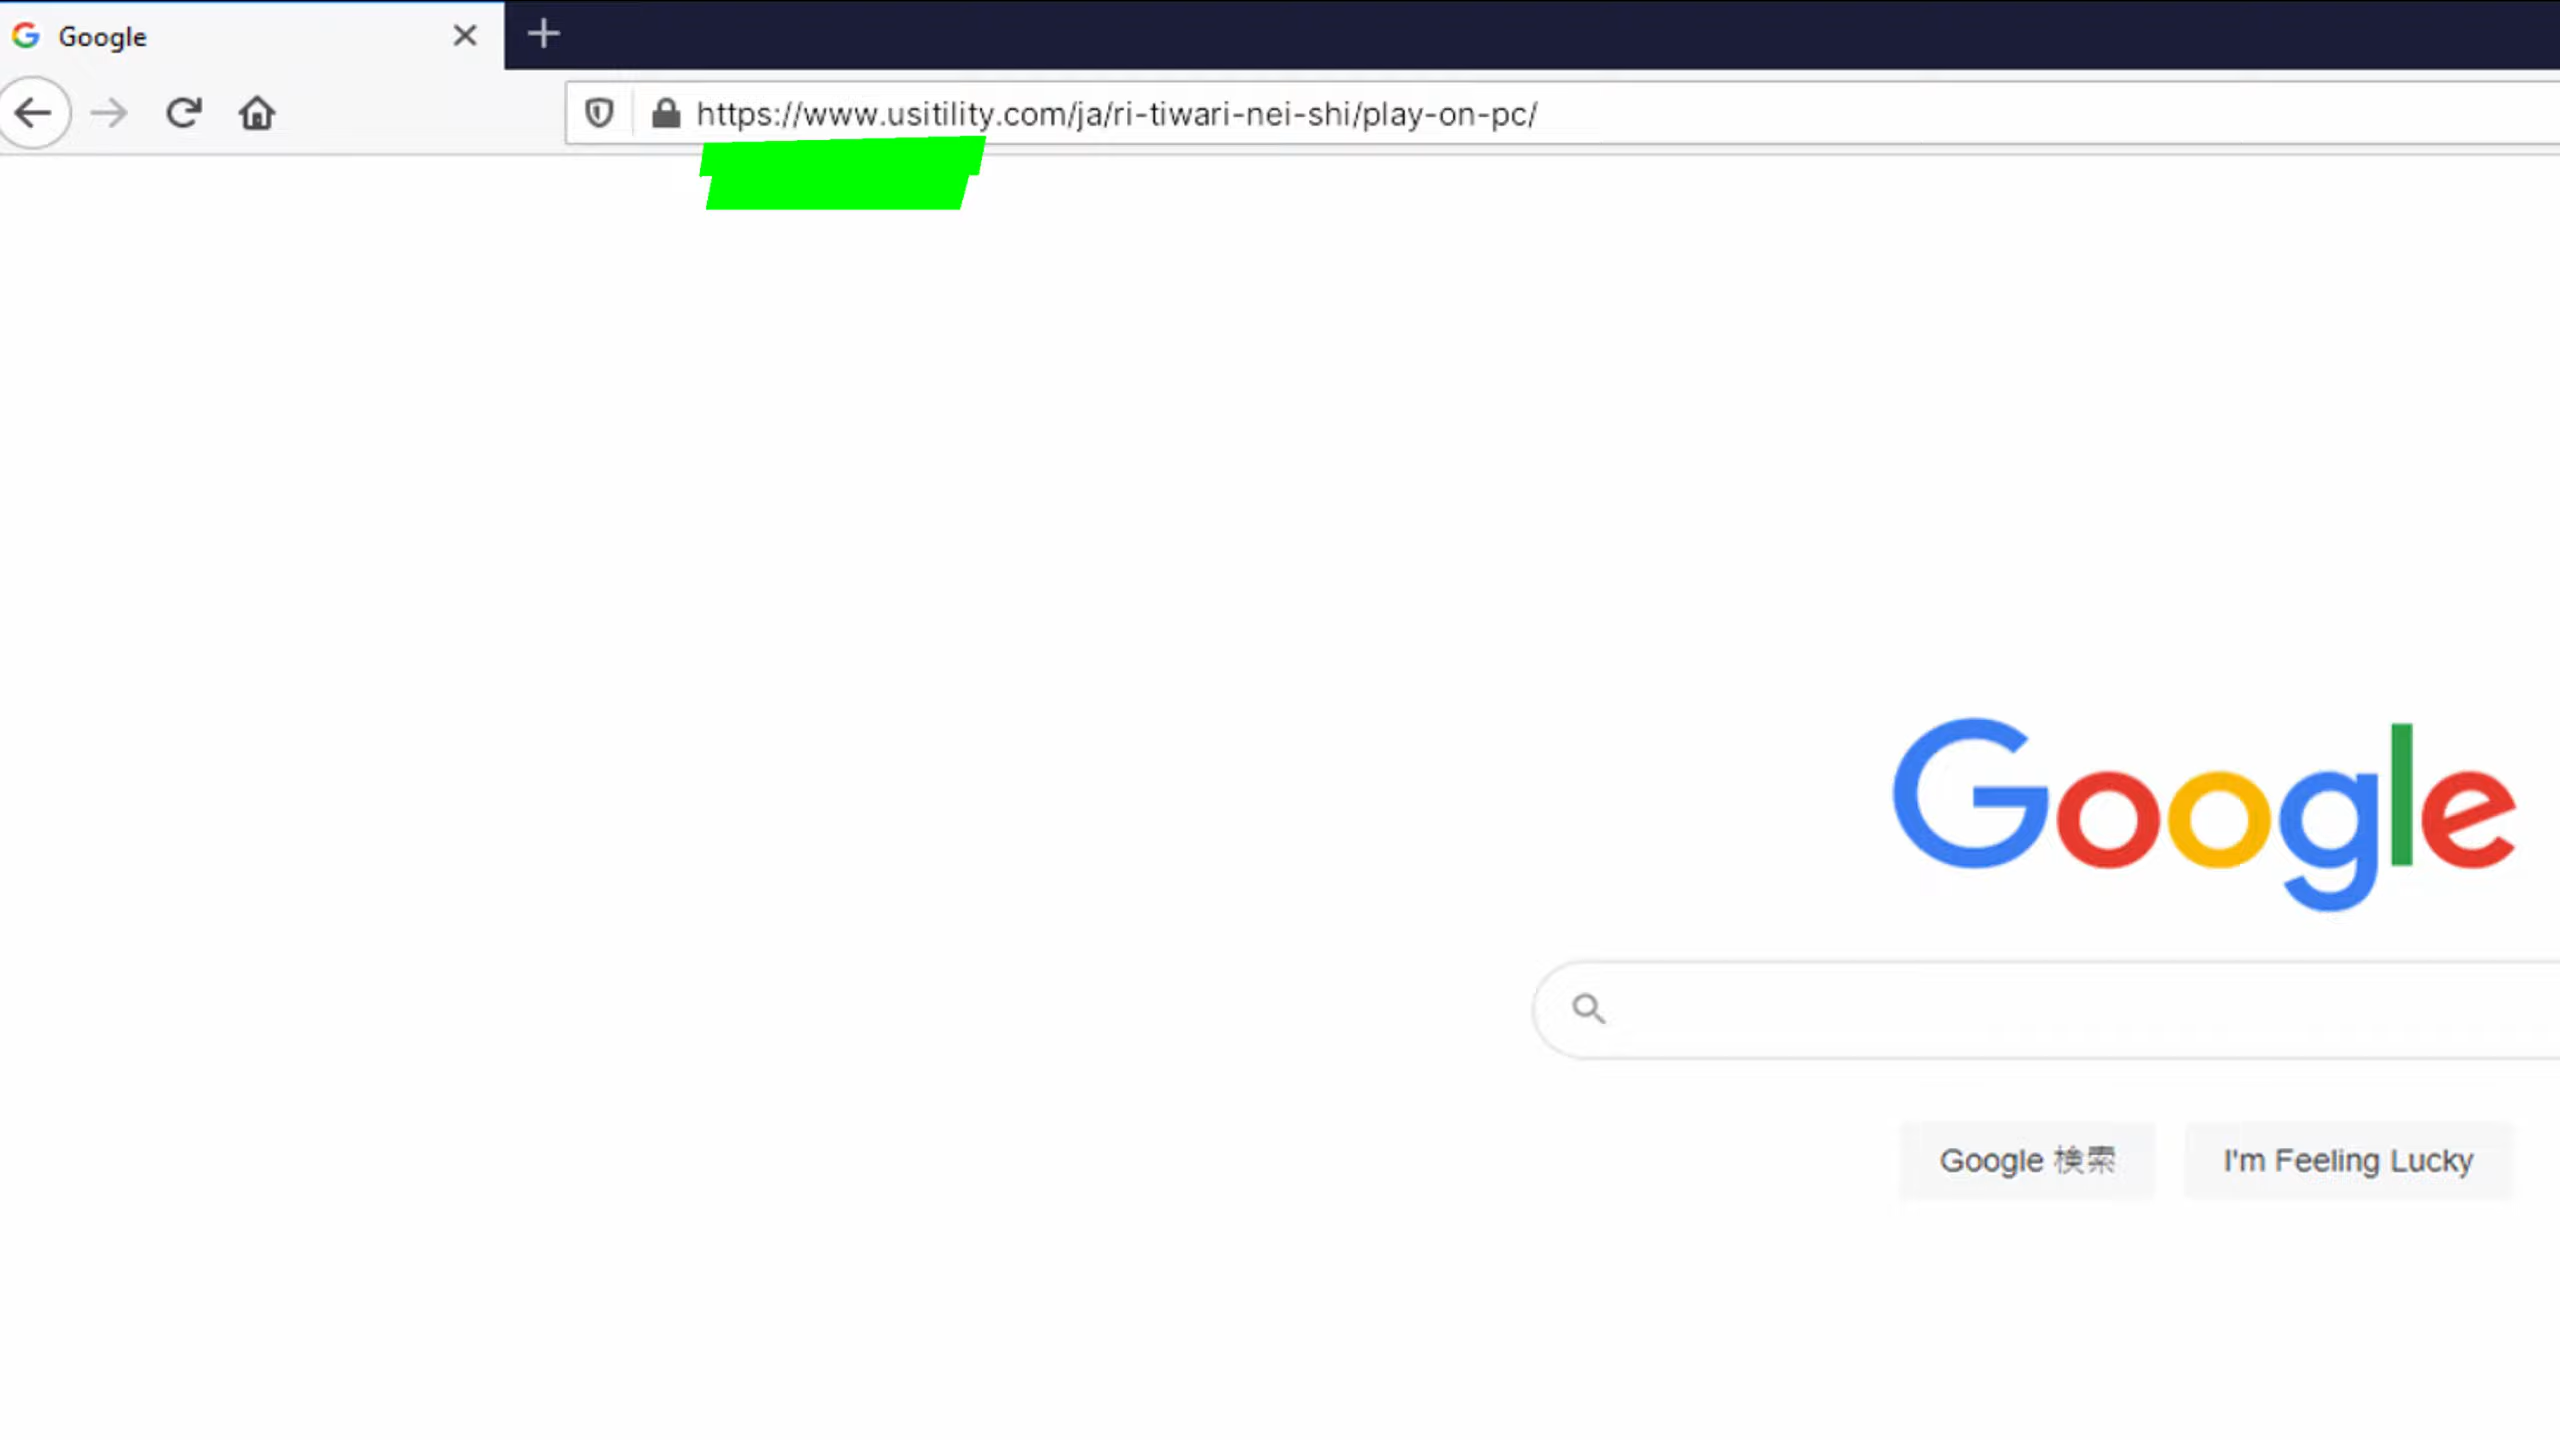 Google
https://www.usitility.com/ja/ri-tiwari-nei-shi/play-on-pc/
Google
Google 検索
I'm Feeling Lucky